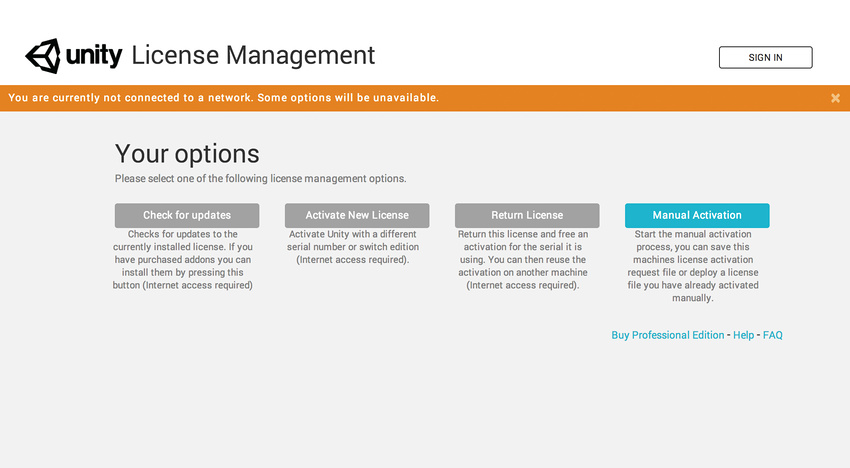 unity License Management
SIGN IN
You are currently not connected to a network. Some options will be unavailable.
Your options
Please select one of the following license management options.
Check for updates
Checks for updates to the
currently installed license. If you
have purchased addons you can
install them by pressing this
button (Internet access required)
Activate New License
Activate Unity with a different
serial number or switch edition
(Internet access required).
Return License
Return this license and free an
activation for the serial it is
using. You can then reuse the
activation on another machine
(Internet access required).
Manual Activation
Start the manual activation
process, you can save this
machines license activation
request file or deploy a license
file you have already activated
manually.
Buy Professional Edition - Help - FAQ